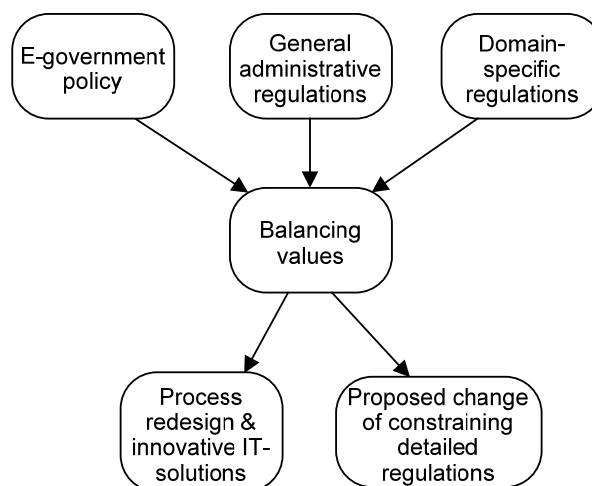 E-government
policy
General
administrative
regulations
Domain-
specific
regulations
Balancing
values
Process
redesign &
innovative IT-
solutions
Proposed change
of constraining
detailed
regulations